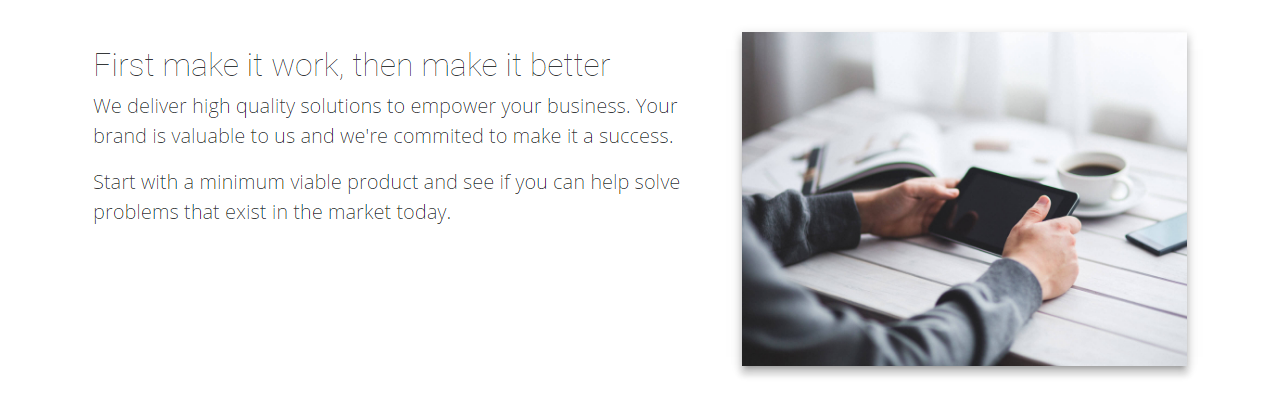 First make it work, then make it better
We deliver high quality solutions to empower your business. Your
brand is valuable to us and we're commited to make it a success.
Start with a minimum viable product and see if you can help solve
problems that exist in the market today.